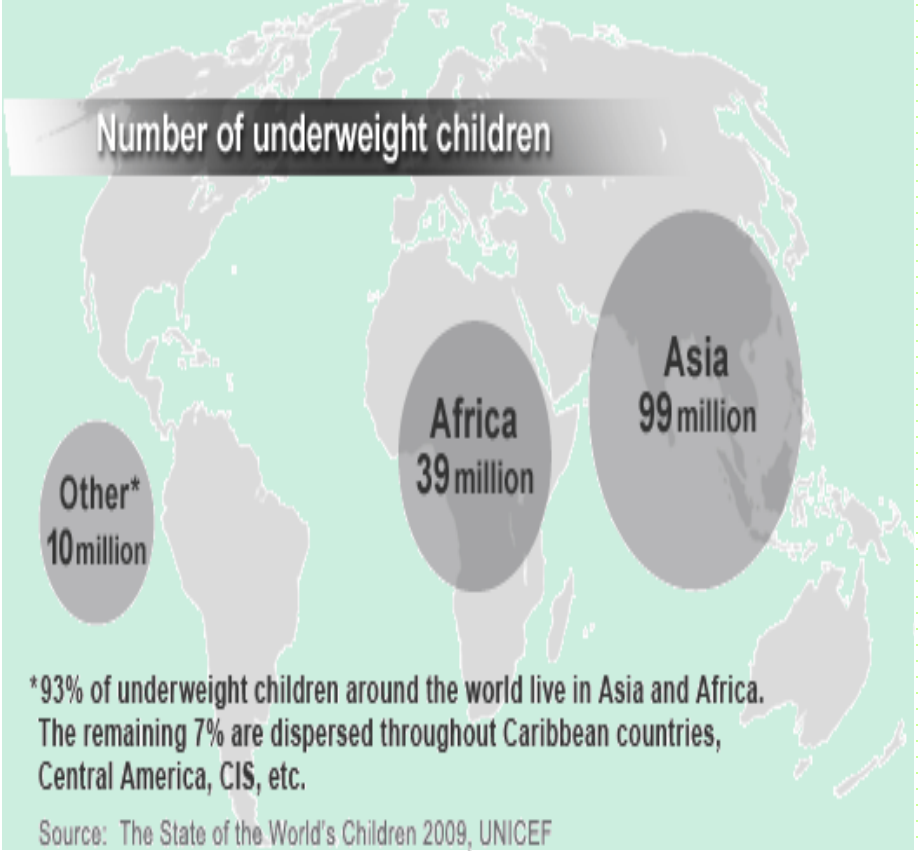 Number of underweight children
Asia
99 million
Africa
39 million
Other*
10 million
*93% of underweight children around the world live in Asia and Africa.
The remaining 7% are dispersed throughout Caribbean countries,
Central America, CIS, etc.
Source: The State of the World's Children 2009, UNICEF